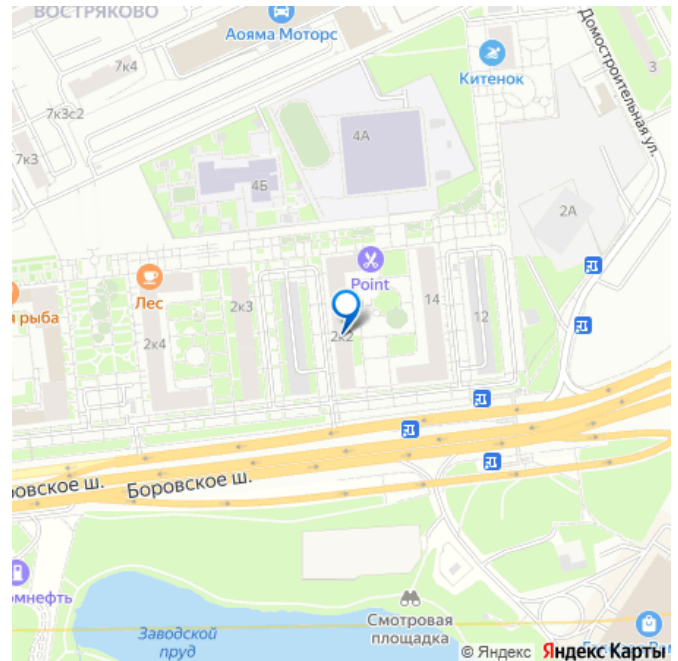 ВОСТРЯКОВО
Аояма Моторс
7к4
Китенок
3
Домостроительная ул.
7к3с2
4А
7к3
4Б
2А
Point
Лес
2к3
14
рыба
12
2к4
2к2
овское ш.
Боровское ш.
мнефть
Смотровая
площадка
Заводской
пруд
© Яндекс Яндекс Карты